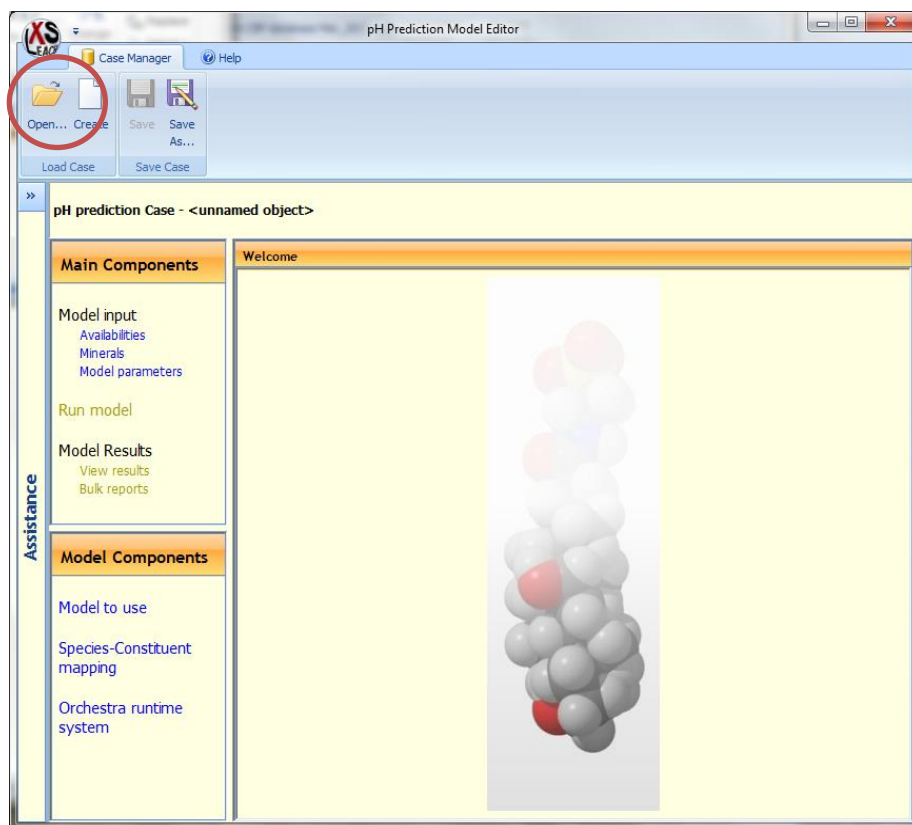 pH Prediction Model Editor
XS
LEACH
Case Manager
Help
Open...
Create
Save
Save As...
Load Case
Save Case
»
pH prediction Case - <unnamed object>
Main Components
Model input
Availabilities
Minerals
Model parameters
Run model
Model Results
View results
Bulk reports
Assistance
Model Components
Model to use
Species-Constituent
mapping
Orchestra runtime
system
Welcome